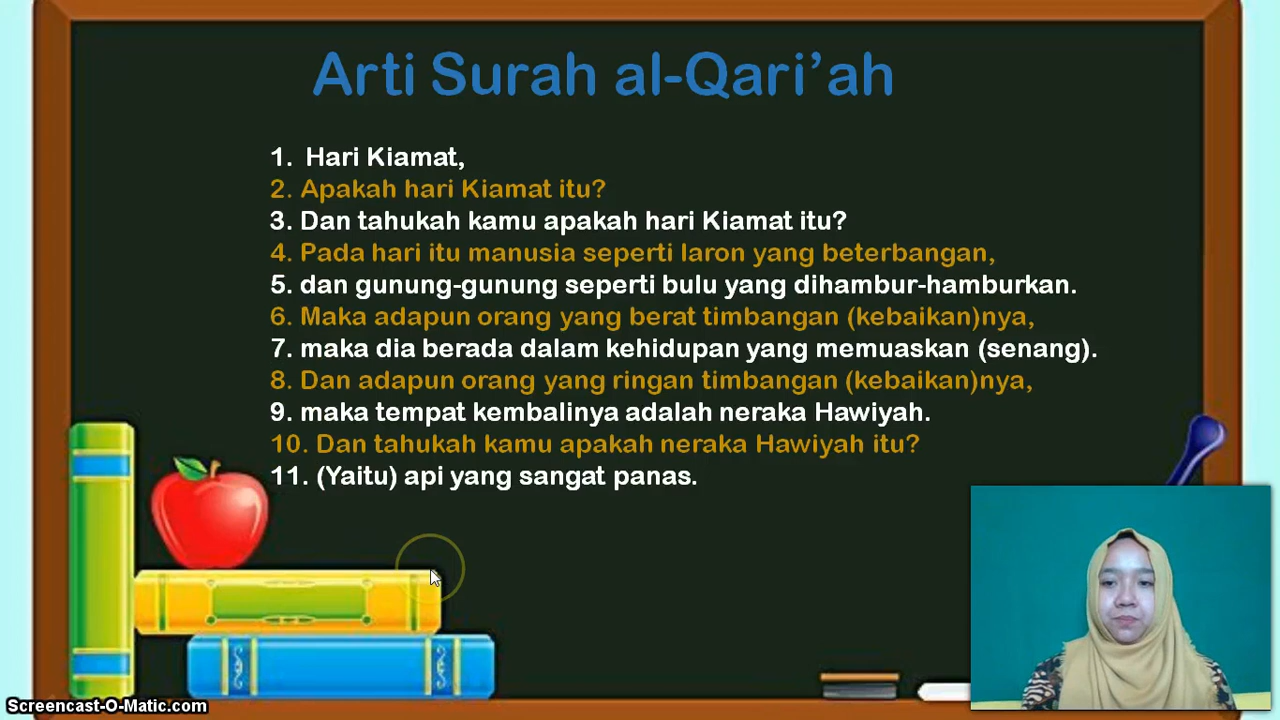 Arti Surah al-Qari’ah
1. Hari Kiamat,
2. Apakah hari Kiamat itu?
3. Dan tahukah kamu apakah hari Kiamat itu?
4. Pada hari itu manusia seperti laron yang beterbangan,
5. dan gunung-gunung seperti bulu yang dihambur-hamburkan.
6. Maka adapun orang yang berat timbangan (kebaikan)nya,
7. maka dia berada dalam kehidupan yang memuaskan (senang).
8. Dan adapun orang yang ringan timbangan (kebaikan)nya,
9. maka tempat kembalinya adalah neraka Hawiyah.
10. Dan tahukah kamu apakah neraka Hawiyah itu?
11. (Yaitu) api yang sangat panas.
Screencast-O-Matic.com